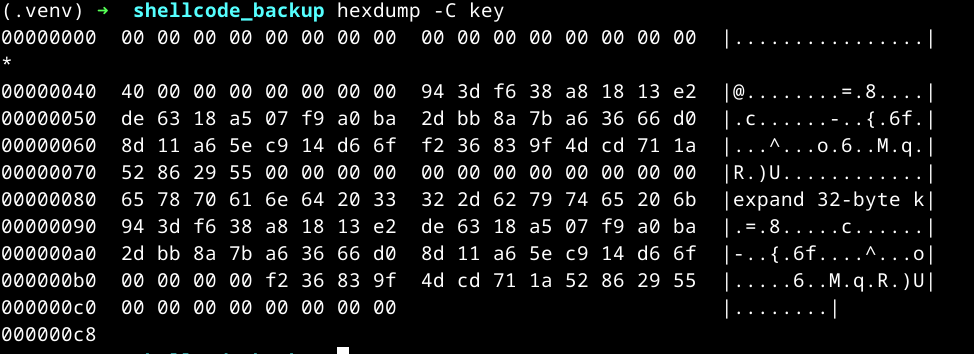 (.venv) ➜  shellcode_backup hexdump -C key
00000000  00 00 00 00 00 00 00 00  00 00 00 00 00 00 00 00  |................|
*
00000040  40 00 00 00 00 00 00 00  94 3d f6 38 a8 18 13 e2  |@........=.8....|
00000050  de 63 18 a5 07 f9 a0 ba  2d bb 8a 7b a6 36 66 d0  |.c......-..{.6f.|
00000060  8d 11 a6 5e c9 14 d6 6f  f2 36 83 9f 4d cd 71 1a  |...^...o.6..M.q.|
00000070  52 86 29 55 00 00 00 00  00 00 00 00 00 00 00 00  |R.)U............|
00000080  65 78 70 61 6e 64 20 33  32 2d 62 79 74 65 20 6b  |expand 32-byte k|
00000090  94 3d f6 38 a8 18 13 e2  de 63 18 a5 07 f9 a0 ba  |.=.8.....c......|
000000a0  2d bb 8a 7b a6 36 66 d0  8d 11 a6 5e c9 14 d6 6f  |-..{.6f....^...o|
000000b0  00 00 00 00 f2 36 83 9f  4d cd 71 1a 52 86 29 55  |.....6..M.q.R.)U|
000000c0  00 00 00 00 00 00 00 00                           |........|
000000c8